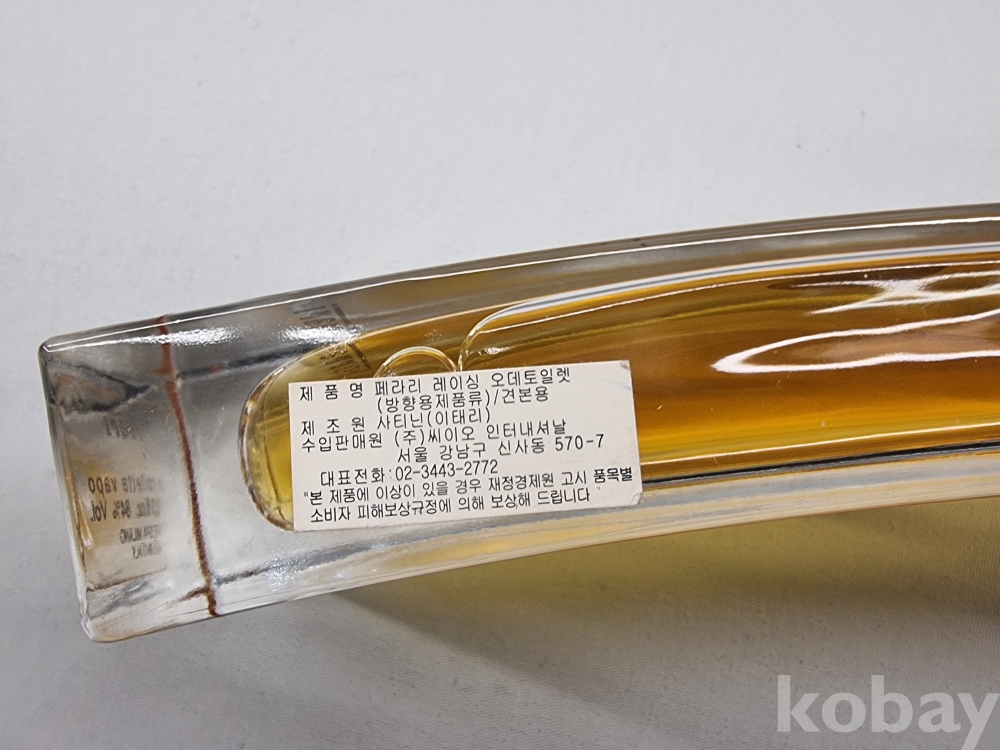 제 품 명 페라리 레이싱 오데토일렛
(방향용제품류)/견본용
제 조 원 사티닌(이태리)
수입판매원 (주)씨이오 인터내셔날
서울 강남구 신사동 570-7
대표전화:02-3443-2772
"본 제품에 이상이 있을 경우 재정경제원 고시 품목별
소비자 피해보상규정에 의해 보상해 드립니다"
84% Vol.
kobay